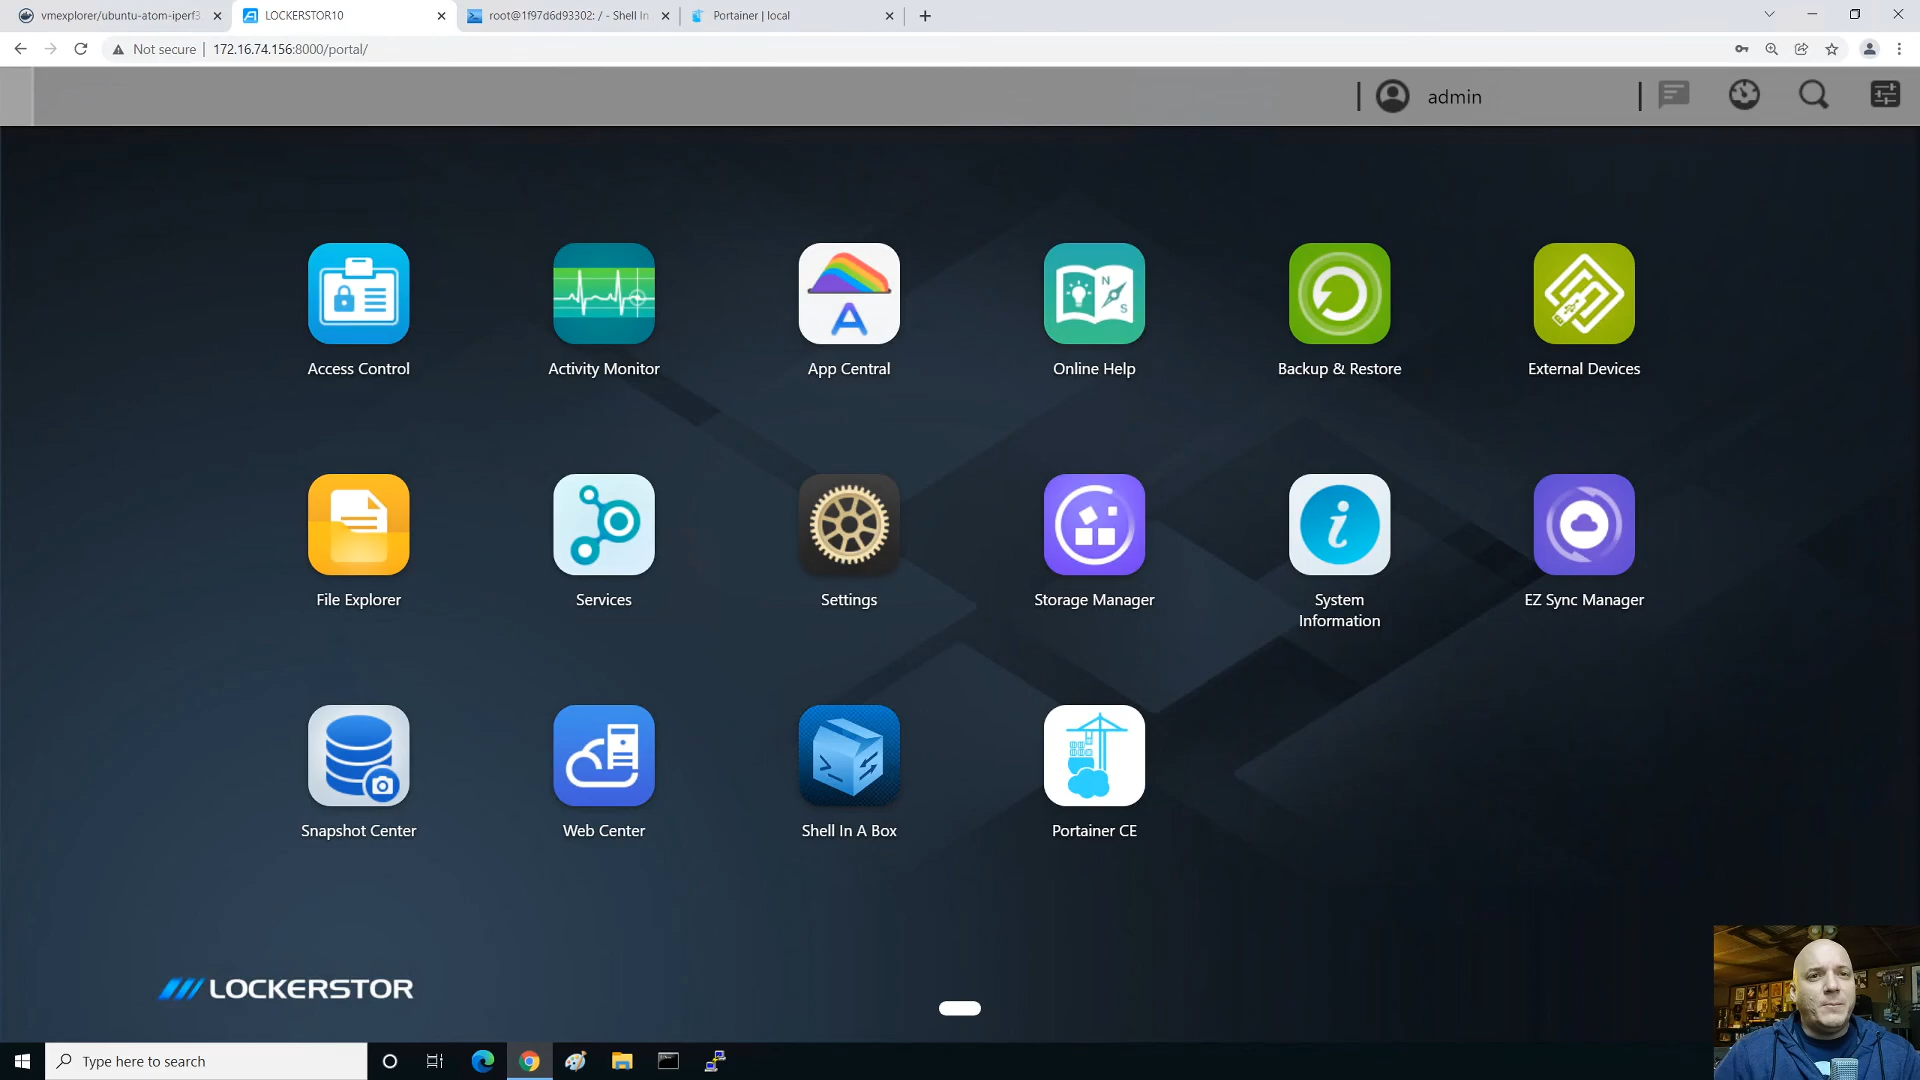 vmexplorer/ubuntu-atom-iperf3
LOCKERSTOR10
root@1f97d6d93302: / - Shell In
Portainer | local
Not secure
172.16.74.156:8000/portal/
admin
Access Control
Activity Monitor
App Central
Online Help
Backup & Restore
External Devices
File Explorer
Services
Settings
Storage Manager
System
Information
EZ Sync Manager
Snapshot Center
Web Center
Shell In A Box
Portainer CE
LOCKERSTOR
Type here to search